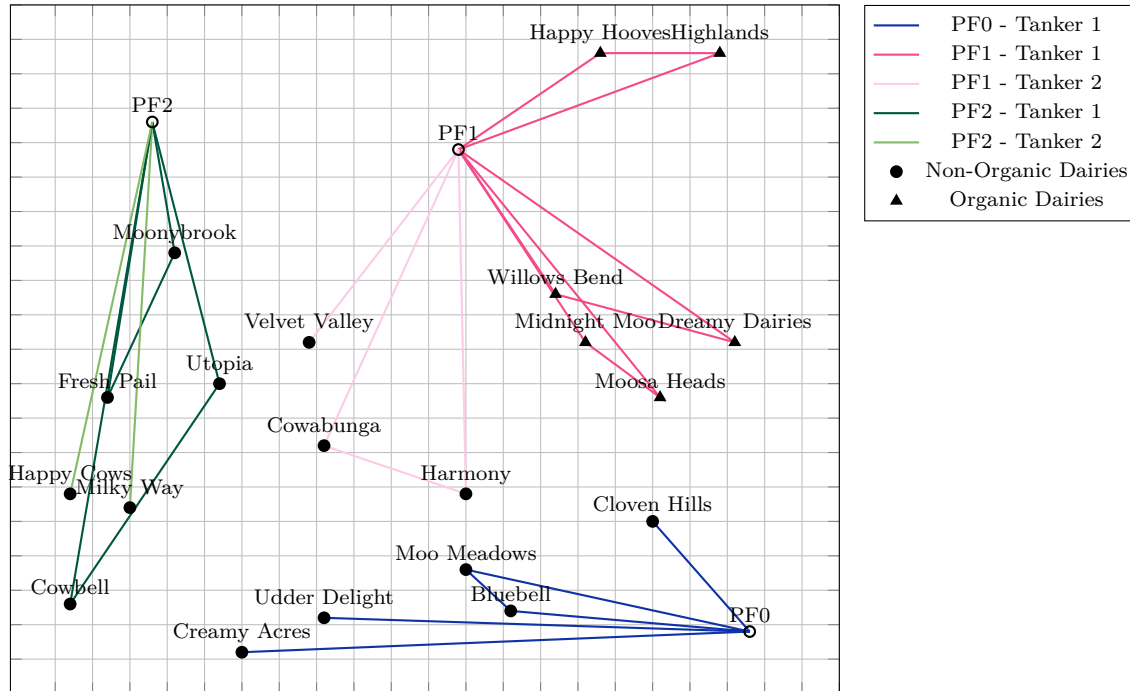 PF0 - Tanker 1
PF1 - Tanker 1
PF1 - Tanker 2
PF2 - Tanker 1
PF2 - Tanker 2
Non-Organic Dairies
Organic Dairies
Happy Hooves
Highlands
PF2
PF1
Moonybrook
Willows Bend
Velvet Valley
Midnight Moo
Dreamy Dairies
Utopia
Fresh Pail
Moosa Heads
Cowabunga
Happy Cows
Harmony
Milky Way
Cloven Hills
Moo Meadows
Cowbell
Udder Delight
Bluebell
PF0
Creamy Acres